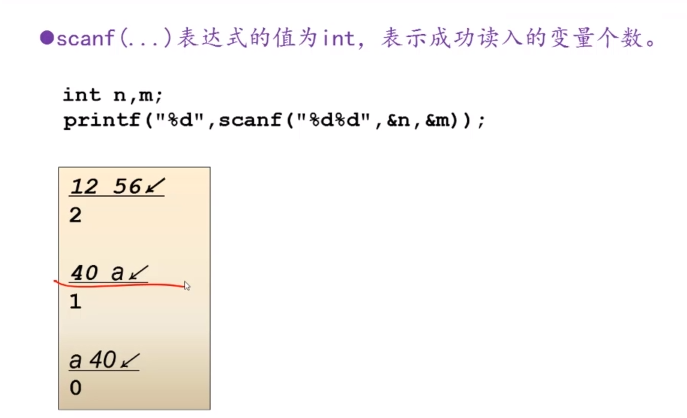 ●scanf(...)表达式的值为int，表示成功读入的变量个数。
int n,m;
printf("%d",scanf("%d%d",&n,&m));
12 56↙
2
40 a↙
1
a 40↙
0